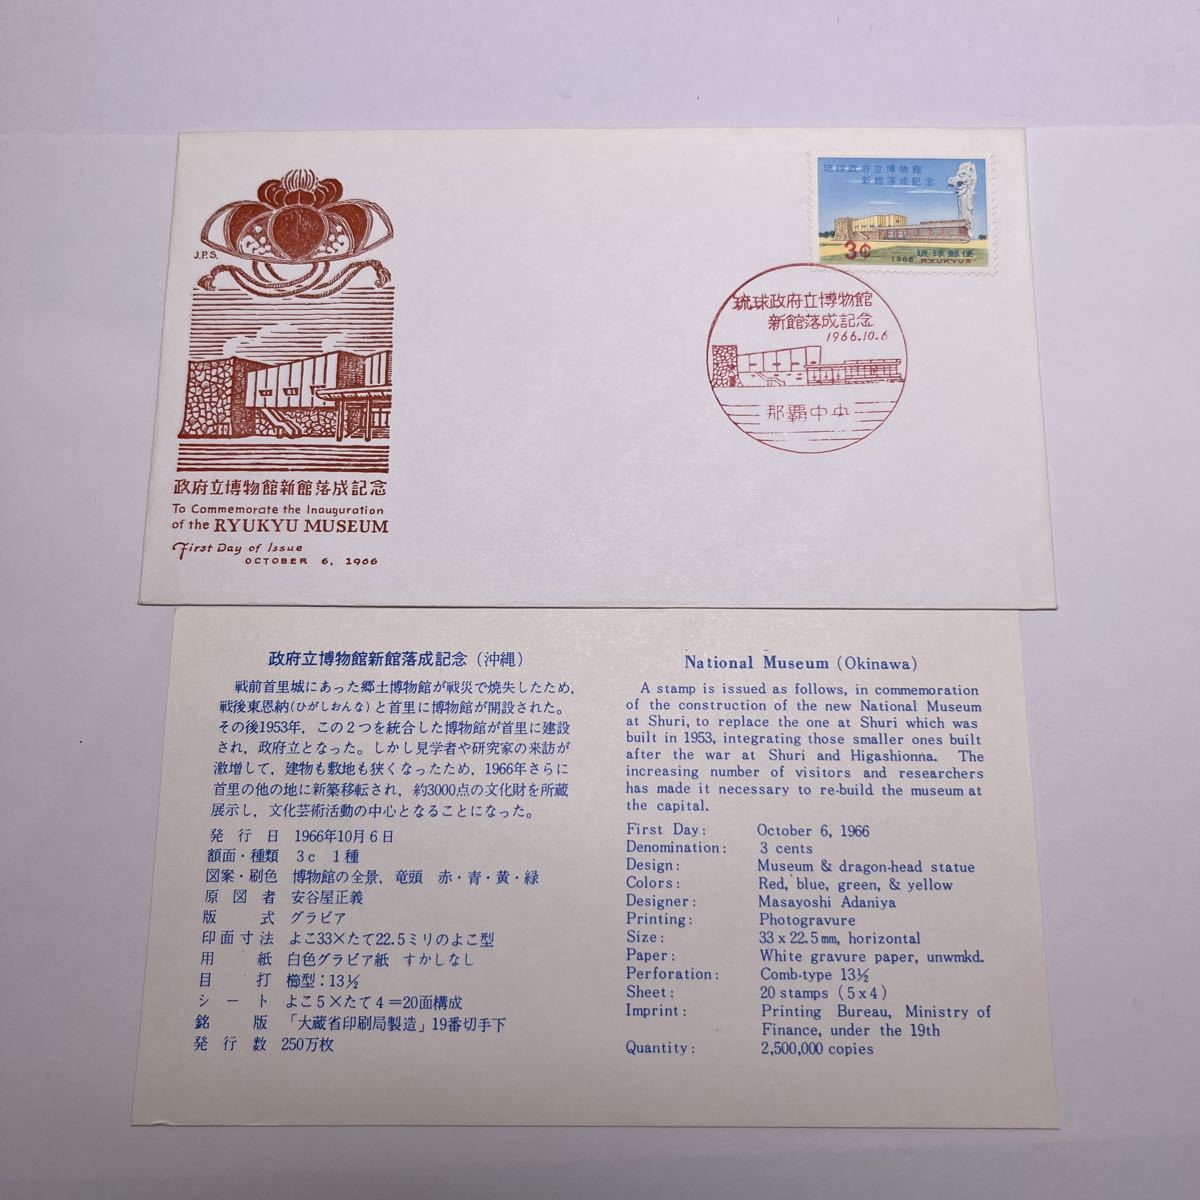 J.P.S.
政府立博物館新館落成記念
To Commemorate the Inauguration
of the RYUKYU MUSEUM
First Day of Issue
OCTOBER 6, 1966
琉球政府立博物館
新館落成記念
3¢
1966
琉球郵便
RYUKYUS
琉球政府立博物館
新館落成記念
1966.10.6
那覇中央
政府立博物館新館落成記念（沖縄）
戦前首里城にあった郷土博物館が戦災で焼失したため，
戦後東恩納(ひがしおんな)と首里に博物館が開設された。
その後1953年，この2つを統合した博物館が首里に建設
され，政府立となった。しかし見学者や研究家の来訪が
激増して，建物も敷地も狭くなったため，1966年さらに
首里の他の地に新築移転され，約3000点の文化財を所蔵
展示し，文化芸術活動の中心となることになった。
発行日 1966年10月6日
額面・種類 3c 1種
図案・刷色 博物館の全景，竜頭 赤・青・黄・緑
原図者 安谷屋正義
版式 グラビア
印面寸法 よこ33×たて22.5ミリのよこ型
用紙 白色グラビア紙 すかしなし
目打 櫛型：13½
シート よこ5×たて4＝20面構成
銘版 「大蔵省印刷局製造」19番切手下
発行数 250万枚
National Museum (Okinawa)
A stamp is issued as follows, in commemoration
of the construction of the new National Museum
at Shuri, to replace the one at Shuri which was
built in 1953, integrating those smaller ones built
after the war at Shuri and Higashionna. The
increasing number of visitors and researchers
has made it necessary to re-build the museum at
the capital.
First Day: October 6, 1966
Denomination: 3 cents
Design: Museum & dragon-head statue
Colors: Red, blue, green, & yellow
Designer: Masayoshi Adaniya
Printing: Photogravure
Size: 33 x 22.5 mm, horizontal
Paper: White gravure paper, unwmkd.
Perforation: Comb-type 13½
Sheet: 20 stamps (5 x 4)
Imprint: Printing Bureau, Ministry of
Finance, under the 19th
Quantity: 2,500,000 copies